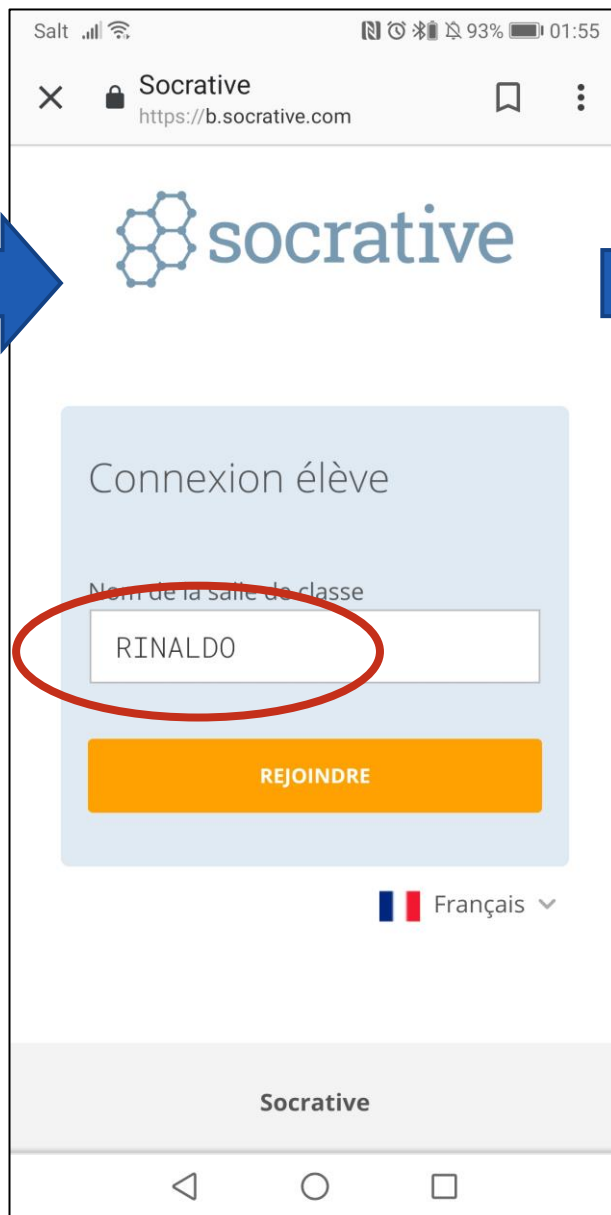 Salt 93% 01:55
Socrative
https://b.socrative.com
socrative
Connexion élève
Nom de la salle de classe
RINALDO
REJOINDRE
Français
Socrative